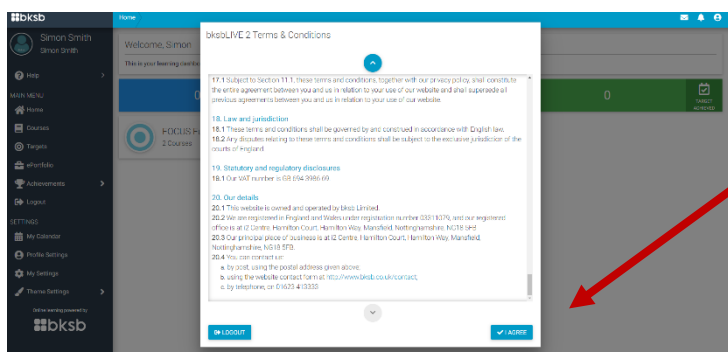 bksb
Home
Simon Smith
Simon Smith
Help
MAIN MENU
Home
Courses
Targets
ePortfolio
Achievements
Logout
SETTINGS
My Calendar
Profile Settings
My Settings
Theme Settings
Online learning powered by
bksb
Welcome, Simon
This is your learning dashbo
0
FOCUS F
2 Courses
0
TARGET
ACHIEVED
bksbLIVE 2 Terms & Conditions
17.1 Subject to Section 11.1, these terms and conditions, together with our privacy policy, shall constitute
the entire agreement between you and us in relation to your use of our website and shall supersede all
previous agreements between you and us in relation to your use of our website.
18. Law and jurisdiction
18.1 These terms and conditions shall be governed by and construed in accordance with English law.
18.2 Any disputes relating to these terms and conditions shall be subject to the exclusive jurisdiction of the
courts of England.
19. Statutory and regulatory disclosures
19.1 Our VAT number is GB 694 3986 69
20. Our details
20.1 This website is owned and operated by bksb Limited.
20.2 We are registered in England and Wales under registration number 03211079, and our registered
office is at i2 Centre, Hamilton Court, Hamilton Way, Mansfield, Nottinghamshire, NG18 5FB.
20.3 Our principal place of business is at i2 Centre, Hamilton Court, Hamilton Way, Mansfield,
Nottinghamshire, NG18 5FB.
20.4 You can contact us:
a. by post, using the postal address given above;
b. using the website contact form at http://www.bksb.co.uk/contact;
c. by telephone, on 01623 413333
LOGOUT
I AGREE